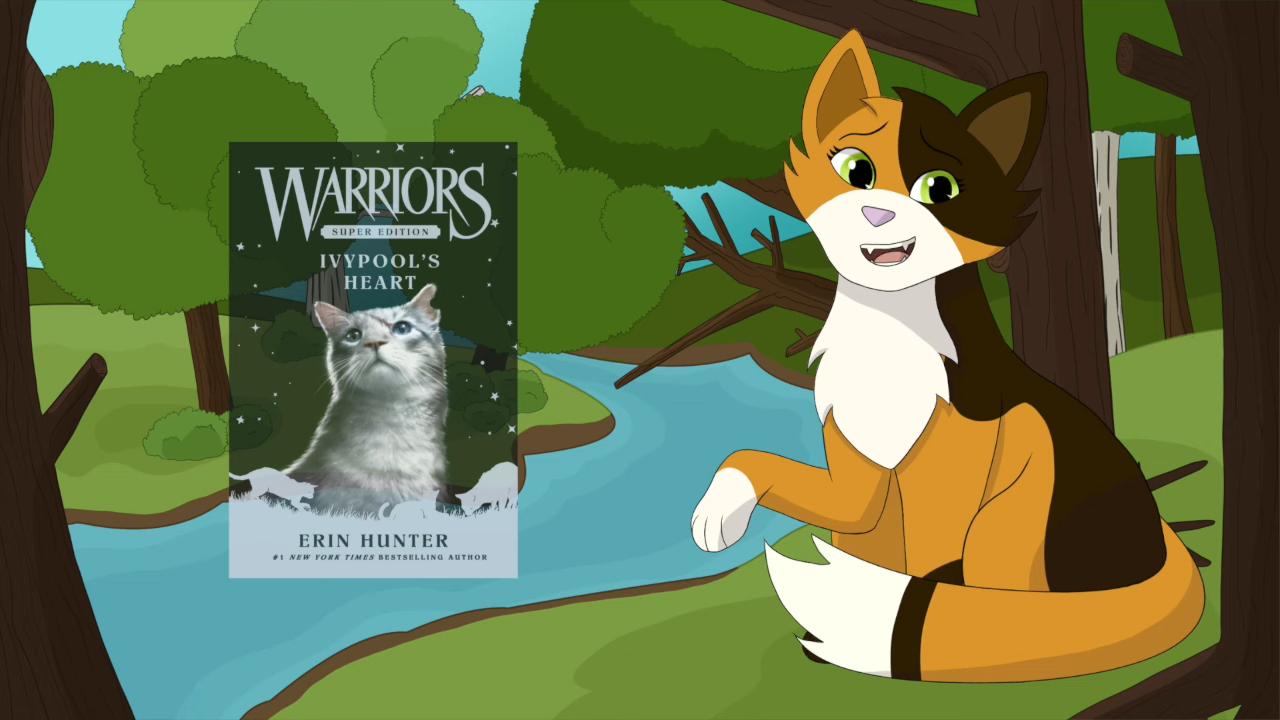 WARRIORS
SUPER EDITION
IVYPOOL'S
HEART
ERIN HUNTER
#1 NEW YORK TIMES BESTSELLING AUTHOR